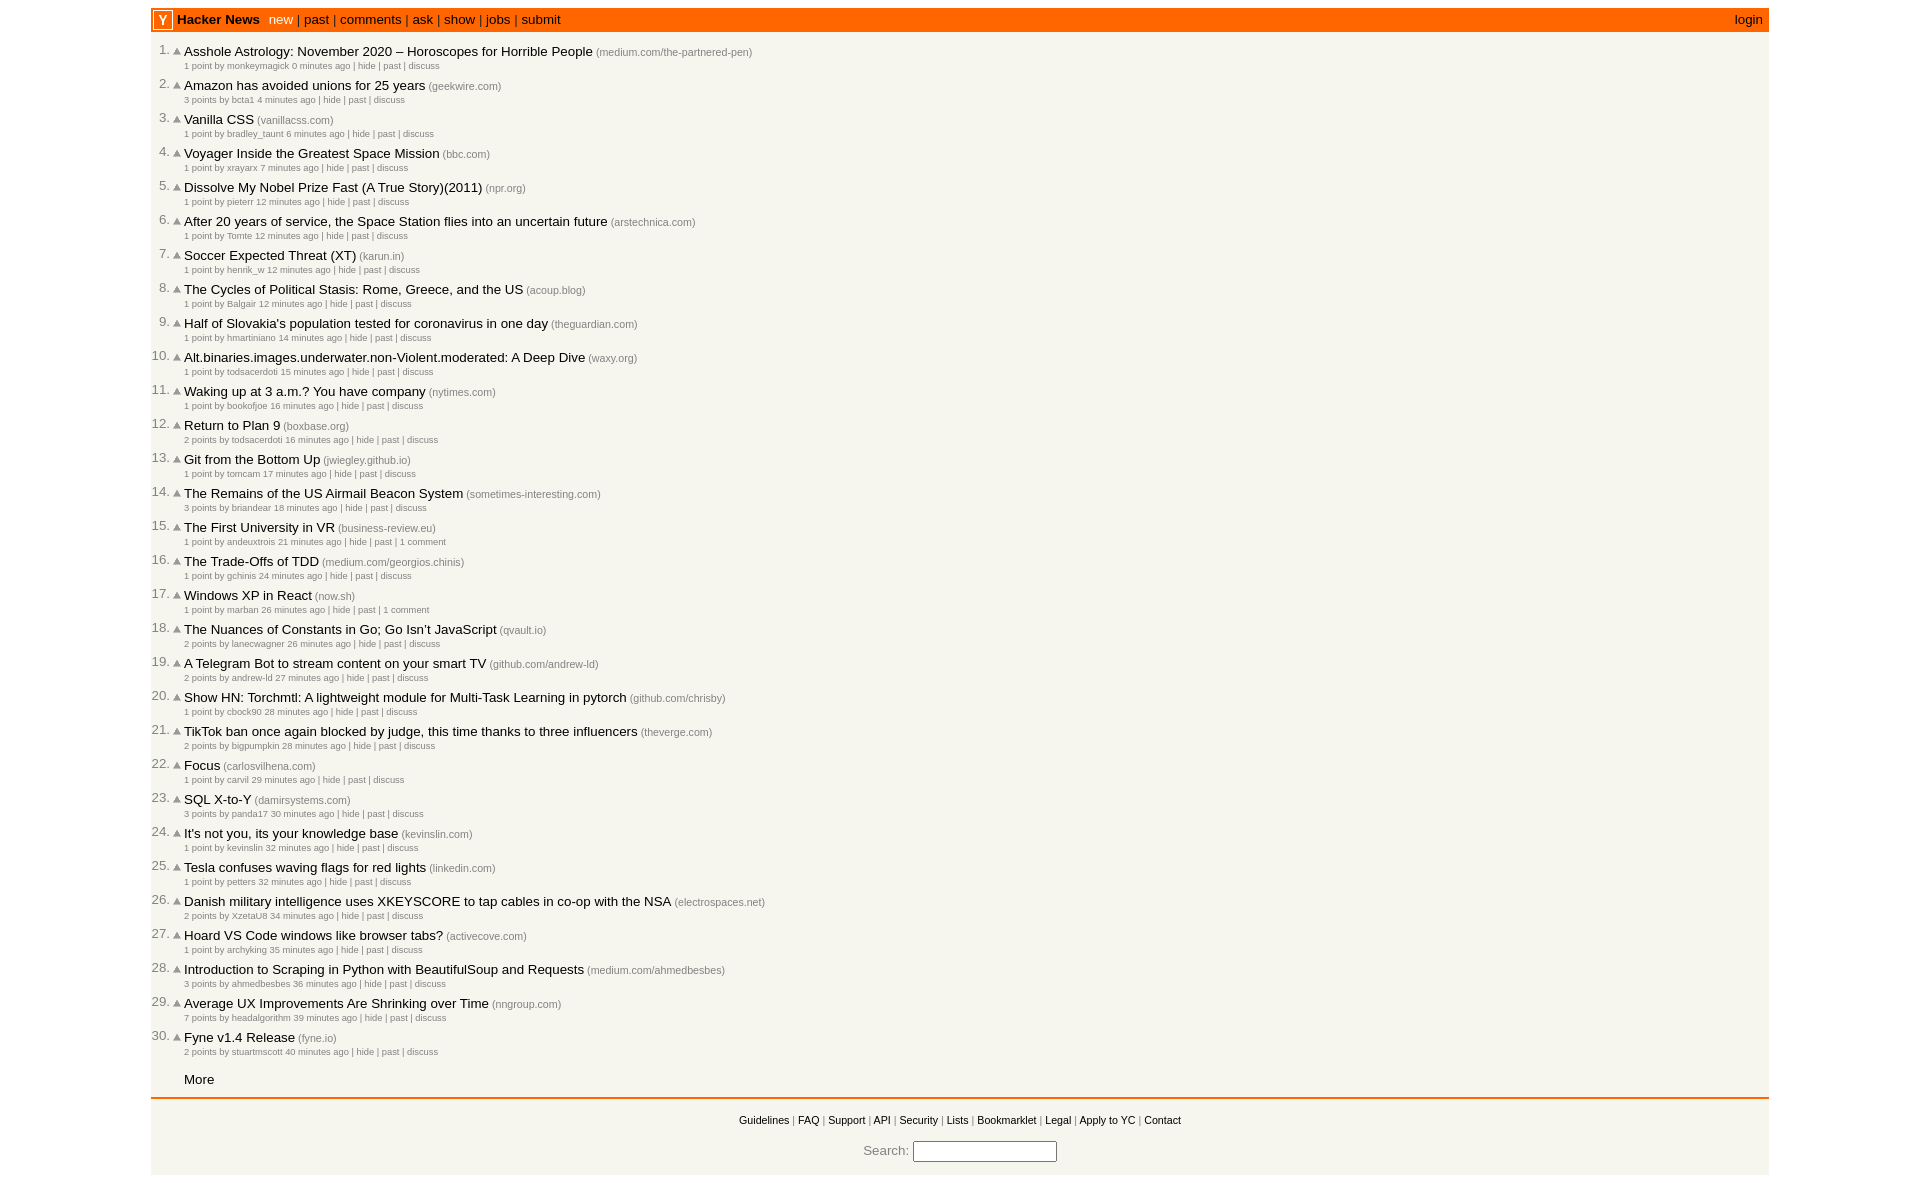 Y Hacker News new | past | comments | ask | show | jobs | submit login
1. Asshole Astrology: November 2020 – Horoscopes for Horrible People (medium.com/the-partnered-pen)
1 point by monkeymagick 0 minutes ago | hide | past | discuss
2. Amazon has avoided unions for 25 years (geekwire.com)
3 points by bcta1 4 minutes ago | hide | past | discuss
3. Vanilla CSS (vanillacss.com)
1 point by bradley_taunt 6 minutes ago | hide | past | discuss
4. Voyager Inside the Greatest Space Mission (bbc.com)
1 point by xrayarx 7 minutes ago | hide | past | discuss
5. Dissolve My Nobel Prize Fast (A True Story)(2011) (npr.org)
1 point by pieterr 12 minutes ago | hide | past | discuss
6. After 20 years of service, the Space Station flies into an uncertain future (arstechnica.com)
1 point by Tomte 12 minutes ago | hide | past | discuss
7. Soccer Expected Threat (XT) (karun.in)
1 point by henrik_w 12 minutes ago | hide | past | discuss
8. The Cycles of Political Stasis: Rome, Greece, and the US (acoup.blog)
1 point by Balgair 12 minutes ago | hide | past | discuss
9. Half of Slovakia's population tested for coronavirus in one day (theguardian.com)
1 point by hmartiniano 14 minutes ago | hide | past | discuss
10. Alt.binaries.images.underwater.non-Violent.moderated: A Deep Dive (waxy.org)
1 point by todsacerdoti 15 minutes ago | hide | past | discuss
11. Waking up at 3 a.m.? You have company (nytimes.com)
1 point by bookofjoe 16 minutes ago | hide | past | discuss
12. Return to Plan 9 (boxbase.org)
2 points by todsacerdoti 16 minutes ago | hide | past | discuss
13. Git from the Bottom Up (jwiegley.github.io)
1 point by tomcam 17 minutes ago | hide | past | discuss
14. The Remains of the US Airmail Beacon System (sometimes-interesting.com)
3 points by briandear 18 minutes ago | hide | past | discuss
15. The First University in VR (business-review.eu)
1 point by andeuxtrois 21 minutes ago | hide | past | 1 comment
16. The Trade-Offs of TDD (medium.com/georgios.chinis)
1 point by gchinis 24 minutes ago | hide | past | discuss
17. Windows XP in React (now.sh)
1 point by marban 26 minutes ago | hide | past | 1 comment
18. The Nuances of Constants in Go; Go Isn’t JavaScript (qvault.io)
2 points by lanecwagner 26 minutes ago | hide | past | discuss
19. A Telegram Bot to stream content on your smart TV (github.com/andrew-ld)
2 points by andrew-ld 27 minutes ago | hide | past | discuss
20. Show HN: Torchmtl: A lightweight module for Multi-Task Learning in pytorch (github.com/chrisby)
1 point by cbock90 28 minutes ago | hide | past | discuss
21. TikTok ban once again blocked by judge, this time thanks to three influencers (theverge.com)
2 points by bigpumpkin 28 minutes ago | hide | past | discuss
22. Focus (carlosvilhena.com)
1 point by carvil 29 minutes ago | hide | past | discuss
23. SQL X-to-Y (damirsystems.com)
3 points by panda17 30 minutes ago | hide | past | discuss
24. It's not you, its your knowledge base (kevinslin.com)
1 point by kevinslin 32 minutes ago | hide | past | discuss
25. Tesla confuses waving flags for red lights (linkedin.com)
1 point by petters 32 minutes ago | hide | past | discuss
26. Danish military intelligence uses XKEYSCORE to tap cables in co-op with the NSA (electrospaces.net)
2 points by XzetaU8 34 minutes ago | hide | past | discuss
27. Hoard VS Code windows like browser tabs? (activecove.com)
1 point by archyking 35 minutes ago | hide | past | discuss
28. Introduction to Scraping in Python with BeautifulSoup and Requests (medium.com/ahmedbesbes)
3 points by ahmedbesbes 36 minutes ago | hide | past | discuss
29. Average UX Improvements Are Shrinking over Time (nngroup.com)
7 points by headalgorithm 39 minutes ago | hide | past | discuss
30. Fyne v1.4 Release (fyne.io)
2 points by stuartmscott 40 minutes ago | hide | past | discuss
More
Guidelines | FAQ | Support | API | Security | Lists | Bookmarklet | Legal | Apply to YC | Contact
Search: